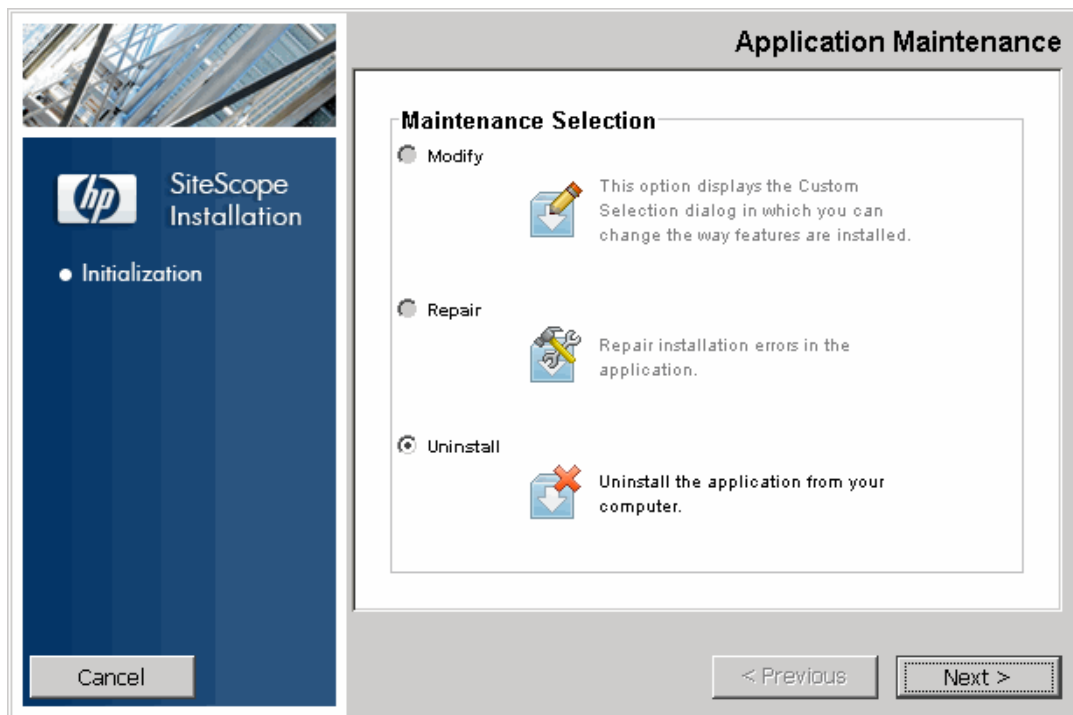 Application Maintenance
hp
SiteScope
Installation
Initialization
Maintenance Selection
Modify
This option displays the Custom
Selection dialog in which you can
change the way features are installed.
Repair
Repair installation errors in the
application.
Uninstall
Uninstall the application from your
computer.
Cancel
< Previous
Next >